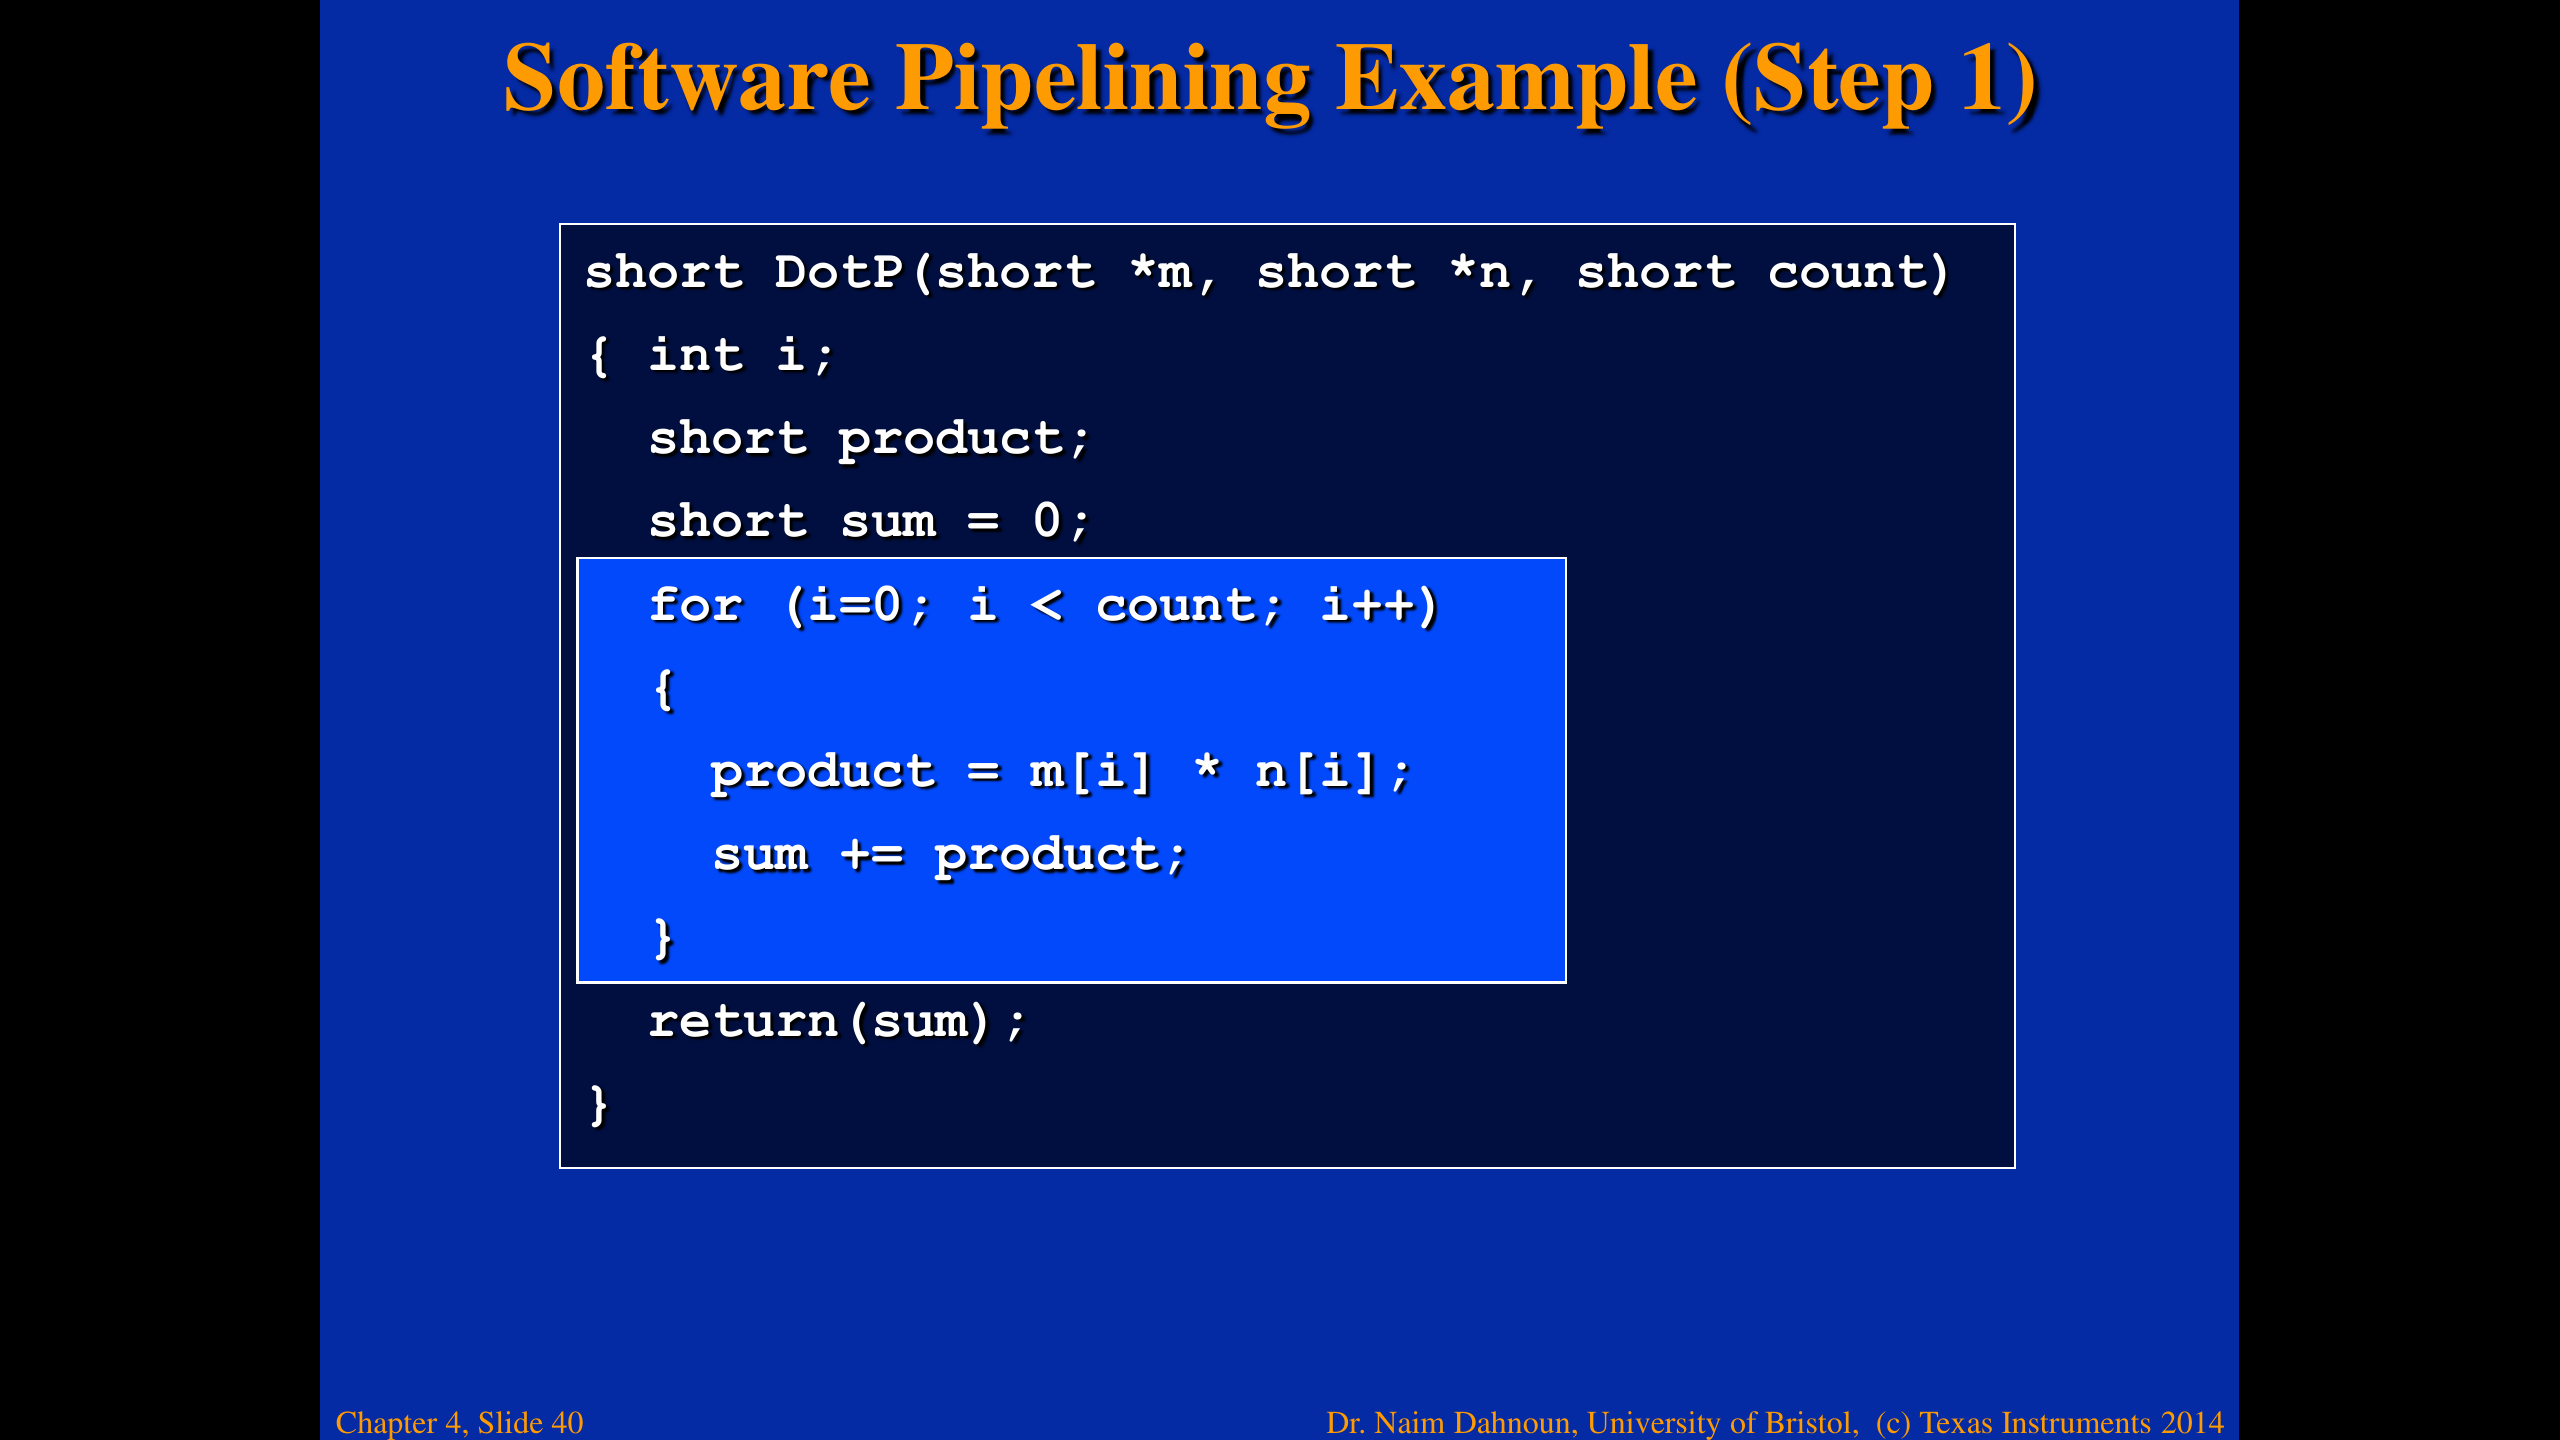 Software Pipelining Example (Step 1)
short DotP(short *m, short *n, short count)
{ int i;
short product;
short sum = 0;
for (i=0; i < count; i++)
{
product = m[i] * n[i];
sum += product;
}
return(sum);
}
Chapter 4, Slide 40
Dr. Naim Dahnoun, University of Bristol, (c) Texas Instruments 2014